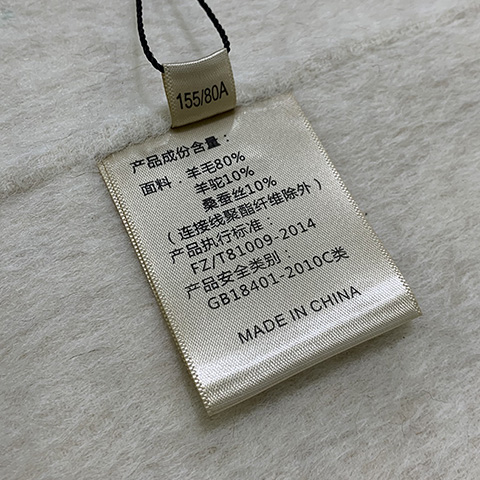 155/80A
产品成份含量：
面料：羊毛80%
羊驼10%
桑蚕丝10%
（连接线聚酯纤维除外）
产品执行标准：
FZ/T81009-2014
产品安全类别：
GB18401-2010C类
MADE IN CHINA